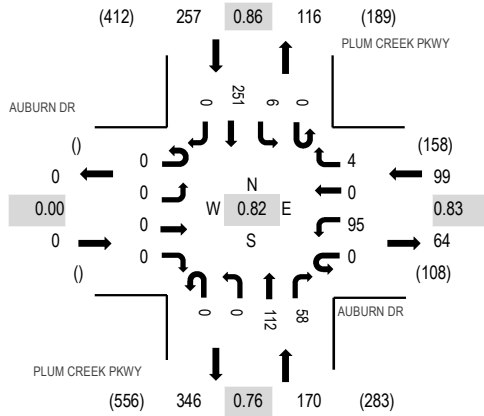 (412) 257 0.86 116 (189)
PLUM CREEK PKWY
AUBURN DR
0 251 6 0
() 0 4 (158)
0 0 99
N
0.00 0 W 0.82 E 95 0.83
0 S 64
() 0 0 (108)
0 0 112 58
AUBURN DR
PLUM CREEK PKWY
(556) 346 0.76 170 (283)